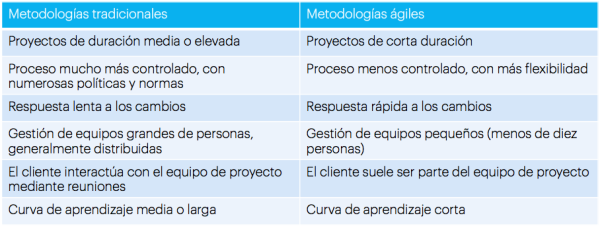 Metodologías tradicionales
Metodologías ágiles
Proyectos de duración media o elevada
Proyectos de corta duración
Proceso mucho más controlado, con
numerosas políticas y normas
Proceso menos controlado, con más flexibilidad
Respuesta lenta a los cambios
Respuesta rápida a los cambios
Gestión de equipos grandes de personas,
generalmente distribuidas
Gestión de equipos pequeños (menos de diez
personas)
El cliente interactúa con el equipo de proyecto
mediante reuniones
El cliente suele ser parte del equipo de proyecto
Curva de aprendizaje media o larga
Curva de aprendizaje corta